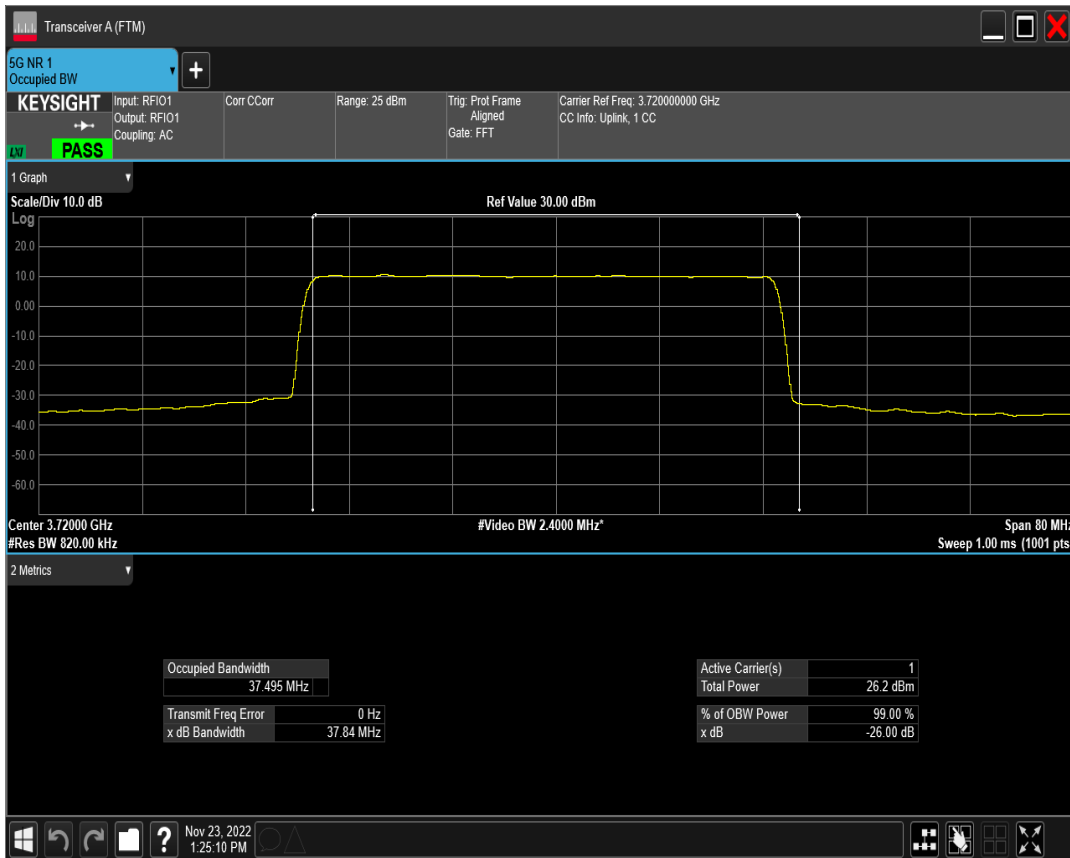 Transceiver A (FTM)
5G NR 1
Occupied BW
+
KEYSIGHT
LXI
PASS
Input: RFIO1
Output: RFIO1
Coupling: AC
Corr CCorr
Range: 25 dBm
Trig: Prot Frame
Aligned
Gate: FFT
Carrier Ref Freq: 3.720000000 GHz
CC Info: Uplink, 1 CC
1 Graph
Scale/Div 10.0 dB
Ref Value 30.00 dBm
Log
20.0
10.0
0.00
-10.0
-20.0
-30.0
-40.0
-50.0
-60.0
Center 3.72000 GHz
#Video BW 2.4000 MHz*
Span 80 MHz
#Res BW 820.00 kHz
Sweep 1.00 ms (1001 pts
2 Metrics
Occupied Bandwidth
37.495 MHz
Transmit Freq Error 0 Hz
x dB Bandwidth 37.84 MHz
Active Carrier(s) 1
Total Power 26.2 dBm
% of OBW Power 99.00 %
x dB -26.00 dB
?
Nov 23, 2022
1:25:10 PM